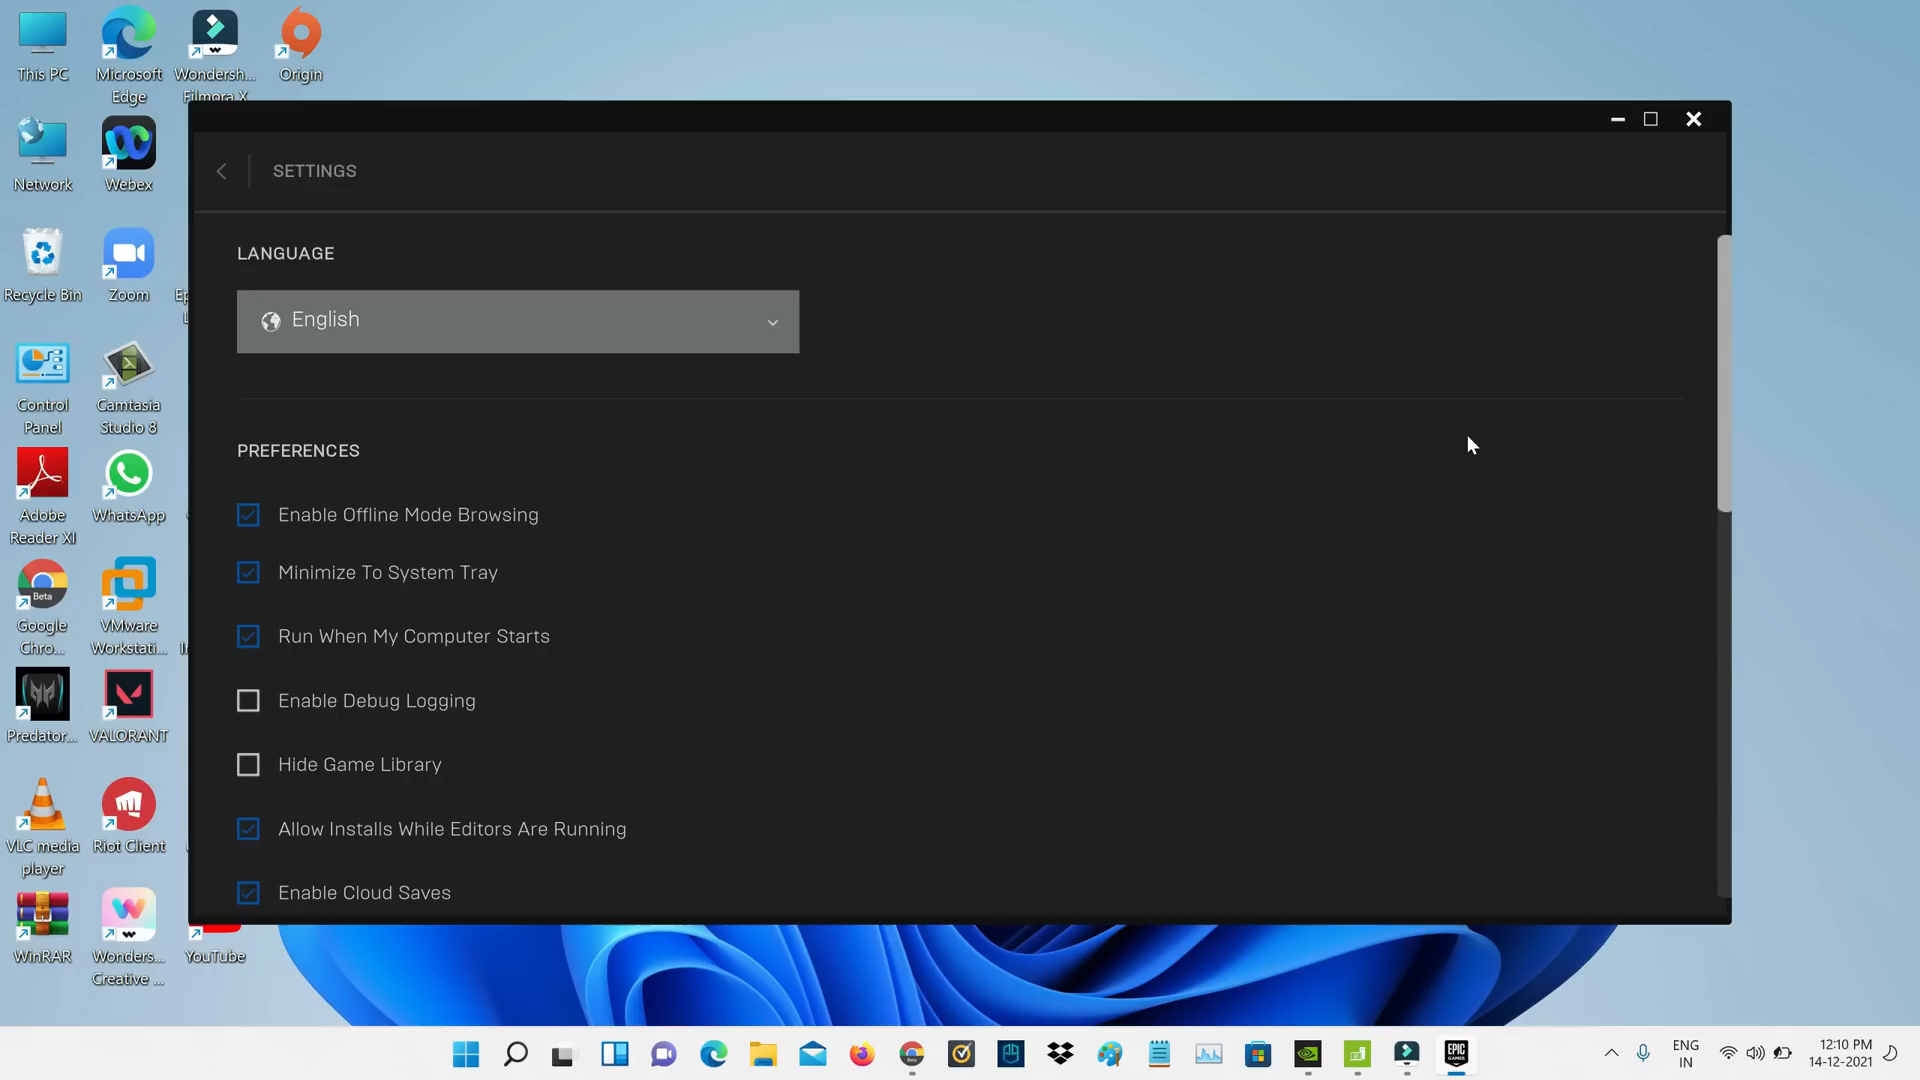 This PC
Microsoft
Edge
Wondersh...
Filmora X
Origin
Network
Webex
Recycle Bin
Zoom
Ep
SETTINGS
LANGUAGE
English
Control
Panel
Camtasia
Studio 8
PREFERENCES
Enable Offline Mode Browsing
Minimize To System Tray
Run When My Computer Starts
Enable Debug Logging
Hide Game Library
Allow Installs While Editors Are Running
Enable Cloud Saves
Adobe
Reader XI
WhatsApp
Beta
Google
Chro...
VMware
Workstati...
Predator...
VALORANT
VLC media
player
Riot Client
WinRAR
Wonders...
Creative ...
YouTube
EPIC
GAMES
ENG
IN
12:10 PM
14-12-2021